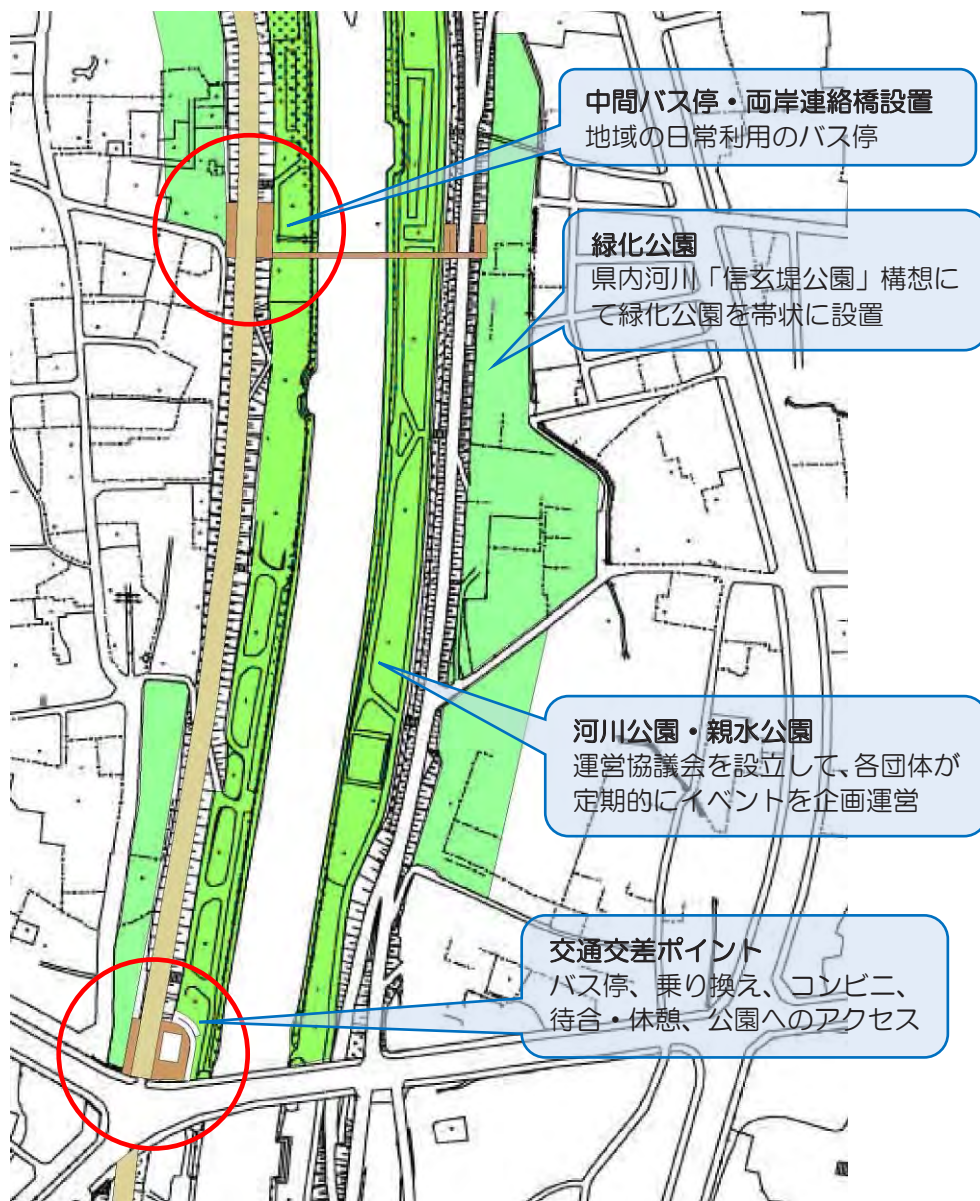 中間バス停・両岸連絡橋設置
地域の日常利用のバス停
緑化公園
県内河川「信玄堤公園」構想に
て緑化公園を帯状に設置
河川公園・親水公園
運営協議会を設立して、各団体が
定期的にイベントを企画運営
交通交差ポイント
バス停、乗り換え、コンビニ、
待合・休憩、公園へのアクセス